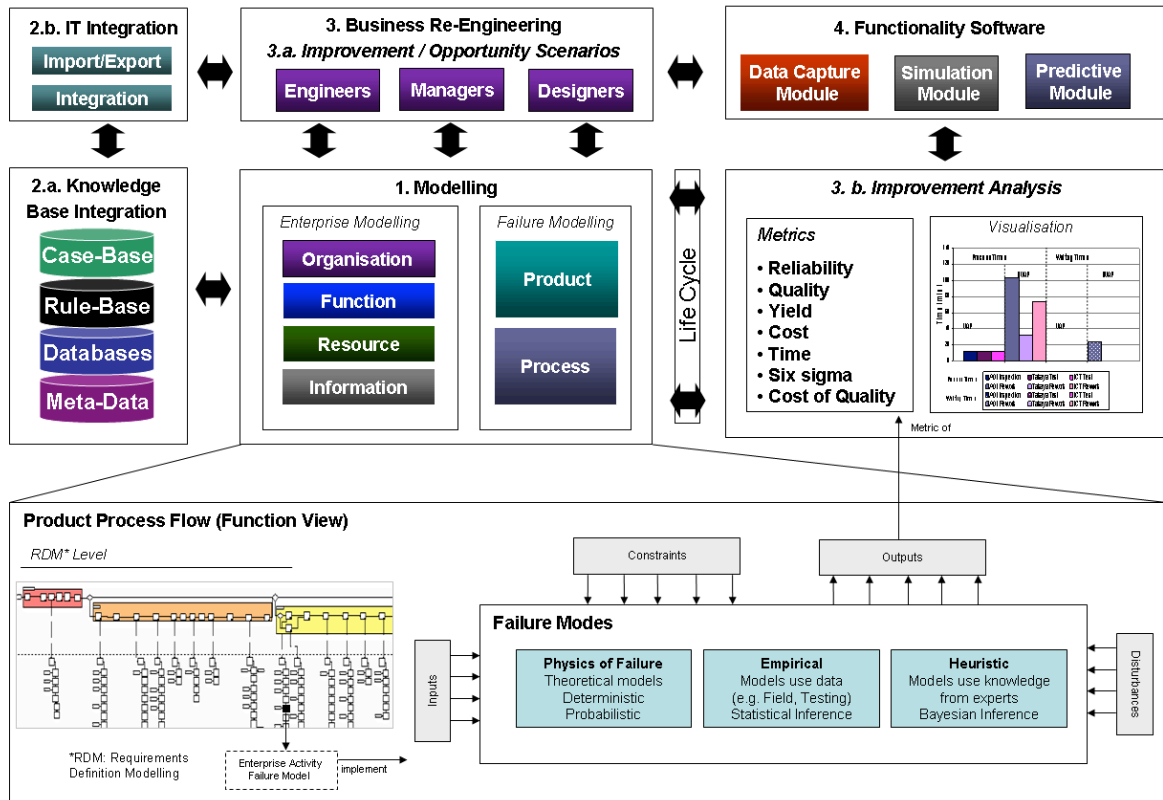 2.b. IT Integration
Import/Export
Integration
3. Business Re-Engineering
3.a. Improvement / Opportunity Scenarios
Engineers
Managers
Designers
4. Functionality Software
Data Capture
Module
Simulation
Module
Predictive
Module
2.a. Knowledge
Base Integration
Case-Base
Rule-Base
Databases
Meta-Data
1. Modelling
Enterprise Modelling
Organisation
Function
Resource
Information
Failure Modelling
Product
Process
Life Cycle
3. b. Improvement Analysis
Metrics
• Reliability
• Quality
• Yield
• Cost
• Time
• Six sigma
• Cost of Quality
Visualisation
Metric of
Product Process Flow (Function View)
RDM* Level
*RDM: Requirements
Definition Modelling
Enterprise Activity
Failure Model
implement
Inputs
Constraints
Outputs
Disturbances
Failure Modes
Physics of Failure
Theoretical models
Deterministic
Probabilistic
Empirical
Models use data
(e.g. Field, Testing)
Statistical Inference
Heuristic
Models use knowledge
from experts
Bayesian Inference